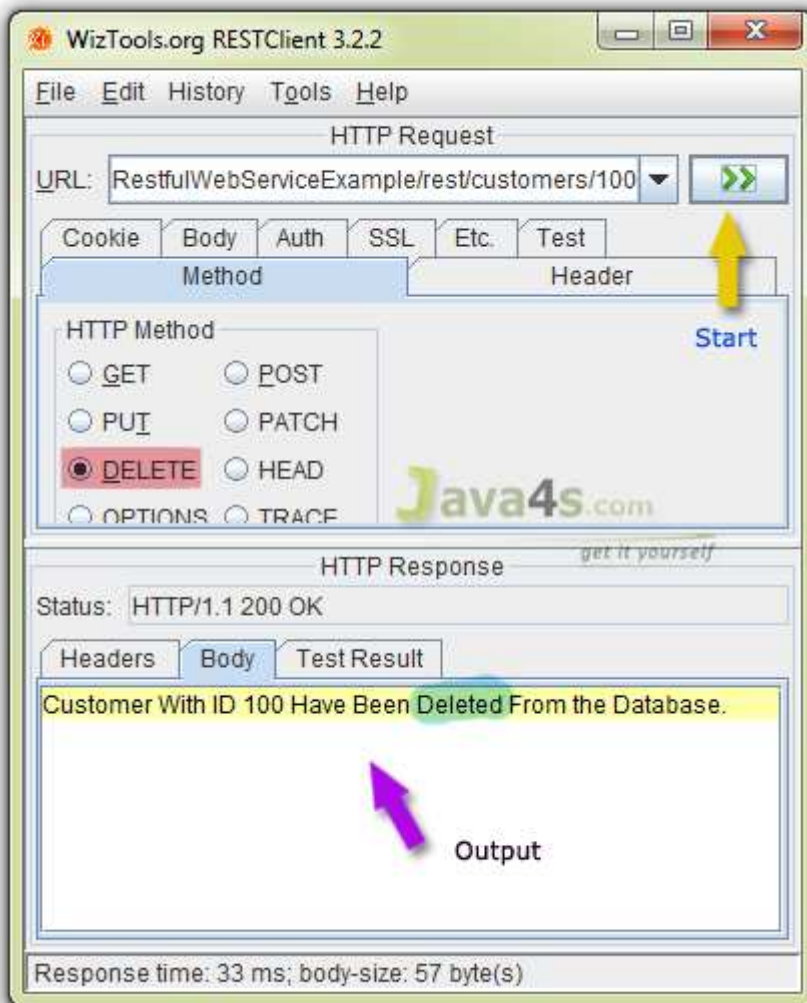 WizTools.org RESTClient 3.2.2
File Edit History Tools Help
HTTP Request
URL: RestfulWebServiceExample/rest/customers/100
Cookie Body Auth SSL Etc. Test
Method Header
HTTP Method
Start
GET POST
PUT PATCH
DELETE HEAD
OPTIONS TRACE
Java4s.com
get it yourself
HTTP Response
Status: HTTP/1.1 200 OK
Headers Body Test Result
Customer With ID 100 Have Been Deleted From the Database.
Output
Response time: 33 ms; body-size: 57 byte(s)